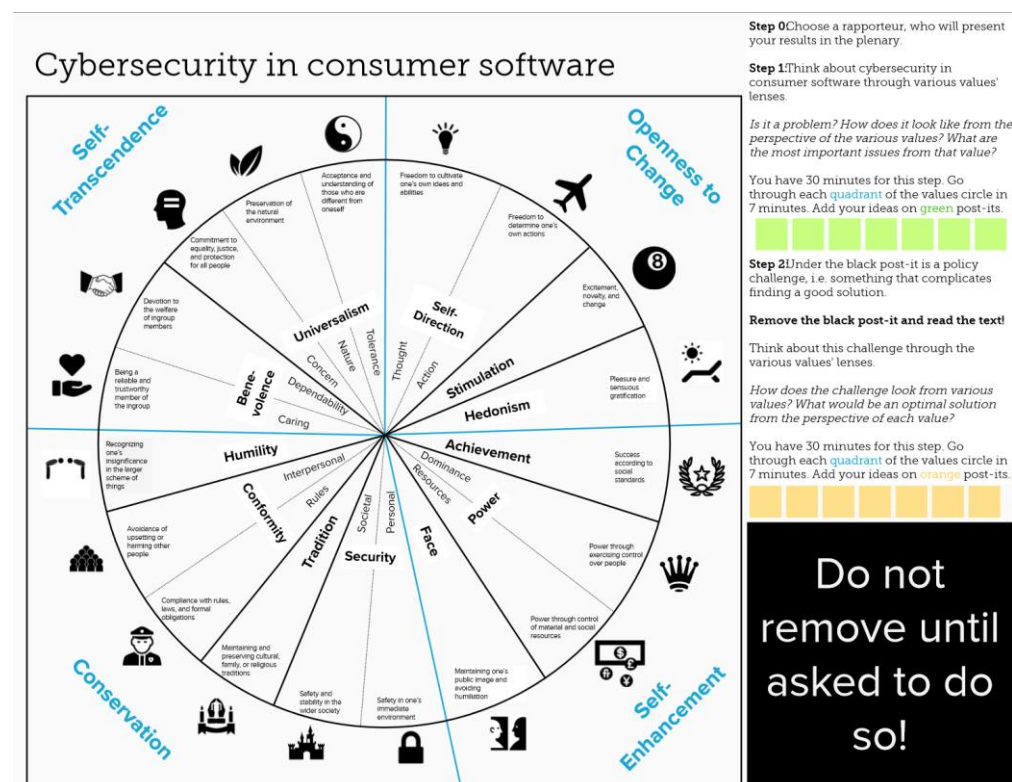 Cybersecurity in consumer software
Self-
Transcendence
Openness to
Change
Conservation
Self-
Enhancement
Acceptance and
understanding of
those who are
different from
oneself
Freedom to cultivate
one's own ideas and
abilities
Preservation of
the natural
environment
Freedom to
determine one's
own actions
Commitment to
equality, justice,
and protection
for all people
8
Excitement,
novelty, and
change
Devotion to
the welfare
of ingroup
members
Pleasure and
sensuous
gratification
Being a
reliable and
trustworthy
member of
the ingroup
Recognizing
one's
insignificance
in the larger
scheme of
things
Success
according to
social
standards
Avoidance of
upsetting or
harming other
people
Power through
exercising control
over people
Compliance with rules,
laws, and formal
obligations
Power through control
of material and social
resources
Maintaining and
preserving cultural,
family, or religious
traditions
Safety and
stability in the
wider society
Safety in one's
immediate
environment
Maintaining one's
public image and
avoiding
humiliation
Universalism
Concern
Nature
Tolerance
Self-
Direction
Thought
Action
Stimulation
Hedonism
Bene-
volence
Dependability
Caring
Humility
Achievement
Dominance
Resources
Power
Interpersonal
Conformity
Rules
Tradition
Societal
Personal
Security
Face
Step 0:Choose a rapporteur, who will present
your results in the plenary.
Step 1:Think about cybersecurity in
consumer software through various values'
lenses.
Is it a problem? How does it look like from the
perspective of the various values? What are
the most important issues from that value?
You have 30 minutes for this step. Go
through each quadrant of the values circle in
7 minutes. Add your ideas on green post-its.
Step 2:Under the black post-it is a policy
challenge, i.e. something that complicates
finding a good solution.
Remove the black post-it and read the text!
Think about this challenge through the
various values' lenses.
How does the challenge look from various
values? What would be an optimal solution
from the perspective of each value?
You have 30 minutes for this step. Go
through each quadrant of the values circle in
7 minutes. Add your ideas on orange post-its.
Do not
remove until
asked to do
so!